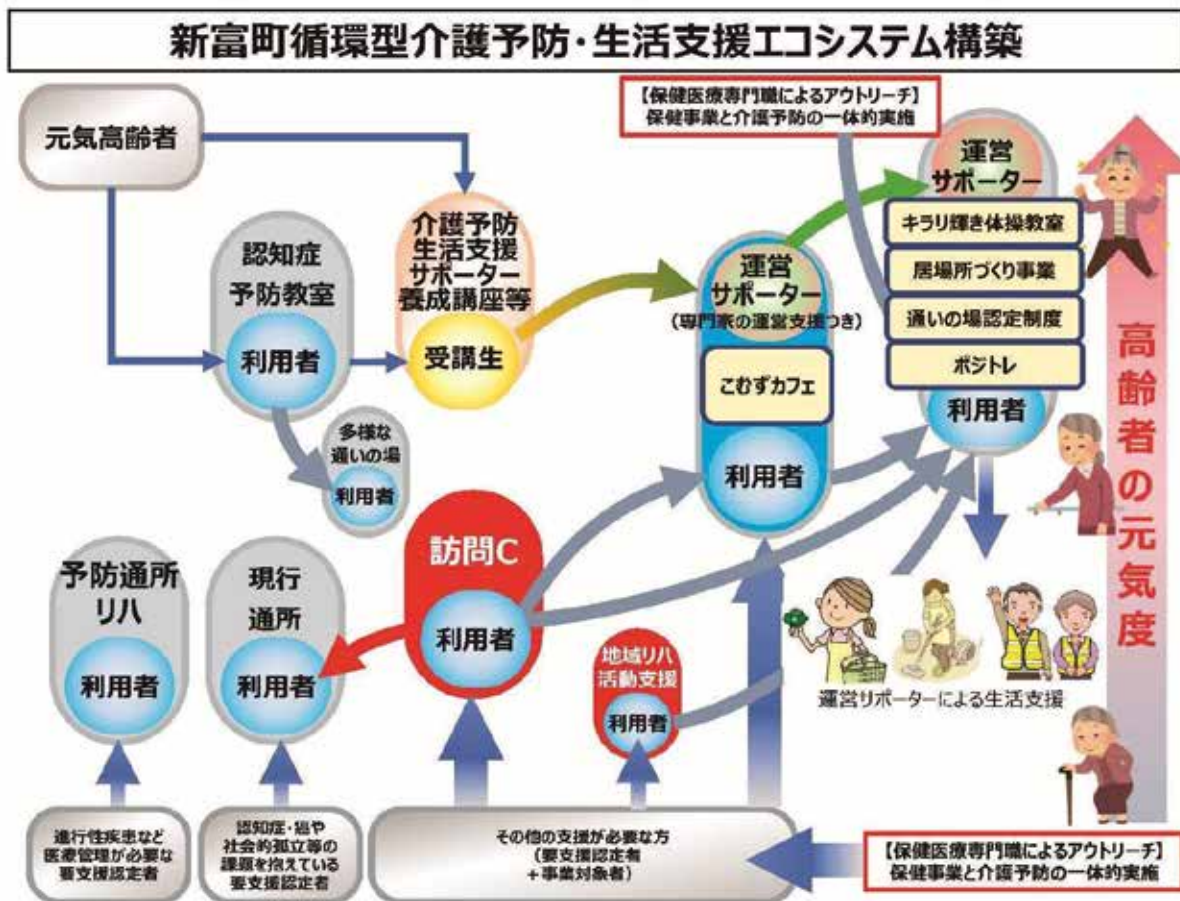 新富町循環型介護予防・生活支援エコシステム構築
元気高齢者
【保健医療専門職によるアウトリーチ】
保健事業と介護予防の一体的実施
認知症
予防教室
利用者
介護予防
生活支援
サポーター
養成講座等
受講生
多様な
通いの場
利用者
運営
サポーター
（専門家の運営支援つき）
こむずカフェ
利用者
運営
サポーター
キラリ輝き体操教室
居場所づくり事業
通いの場認定制度
ポジトレ
利用者
高齢者の元気度
予防通所
リハ
利用者
現行
通所
利用者
訪問C
利用者
地域リハ
活動支援
利用者
運営サポーターによる生活支援
進行性疾患など
医療管理が必要な
要支援認定者
認知症・癌や
社会的孤立等の
課題を抱えている
要支援認定者
その他の支援が必要な方
（要支援認定者
+事業対象者）
【保健医療専門職によるアウトリーチ】
保健事業と介護予防の一体的実施